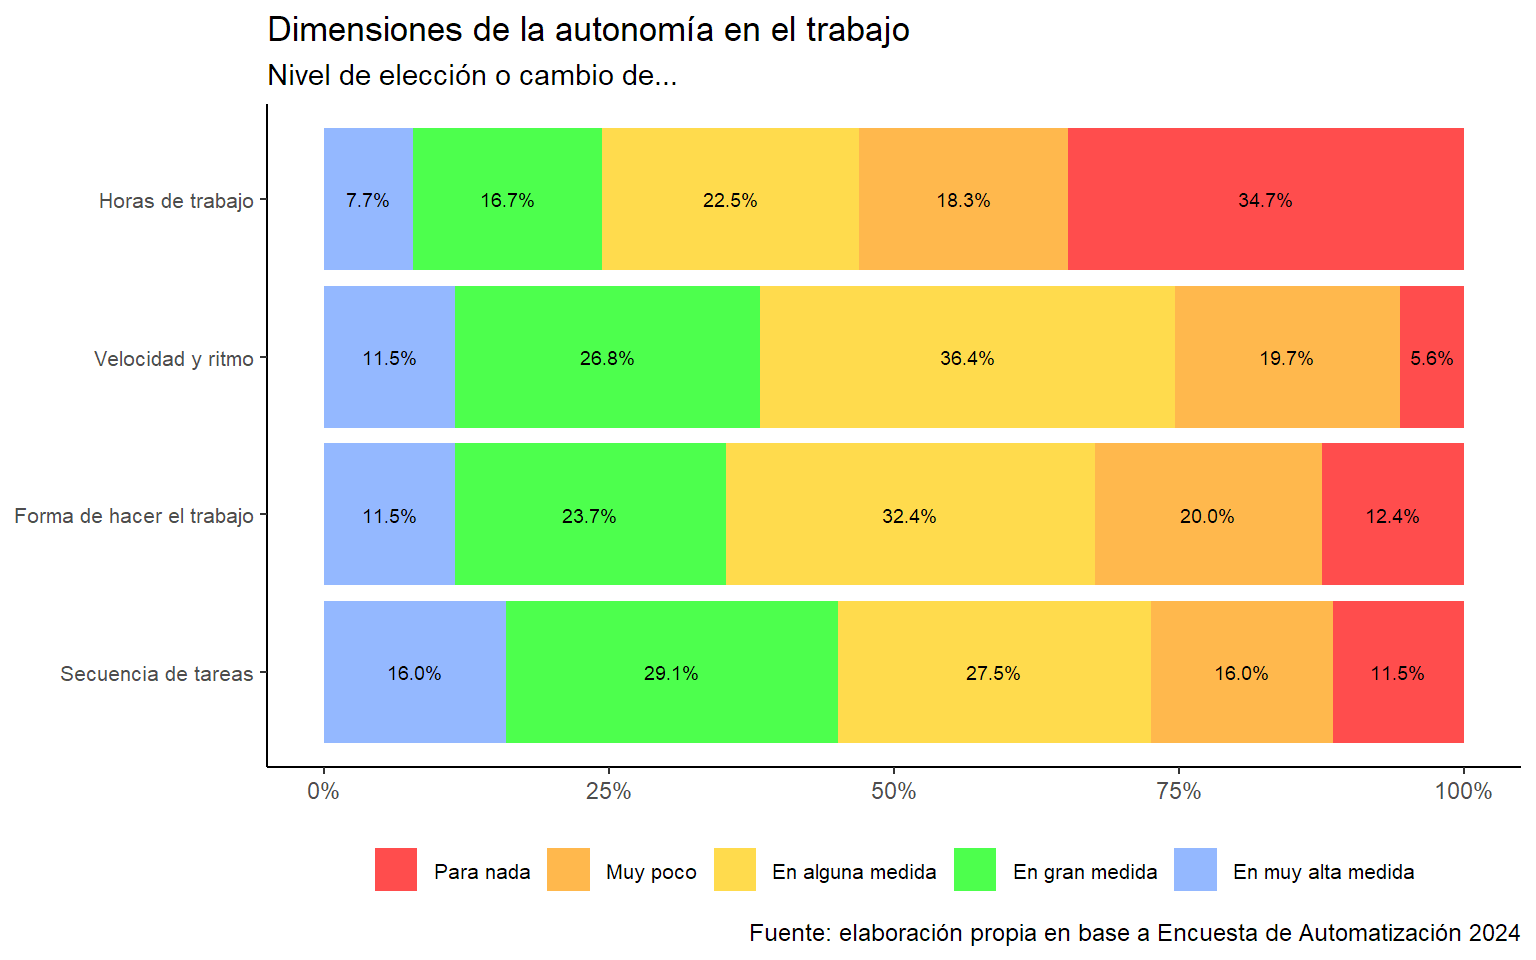 Dimensiones de la autonomía en el trabajo
Nivel de elección o cambio de...
Horas de trabajo
7.7% 16.7% 22.5% 18.3% 34.7%
Velocidad y ritmo
11.5% 26.8% 36.4% 19.7% 5.6%
Forma de hacer el trabajo
11.5% 23.7% 32.4% 20.0% 12.4%
Secuencia de tareas
16.0% 29.1% 27.5% 16.0% 11.5%
0% 25% 50% 75% 100%
Para nada Muy poco En alguna medida En gran medida En muy alta medida
Fuente: elaboración propia en base a Encuesta de Automatización 2024